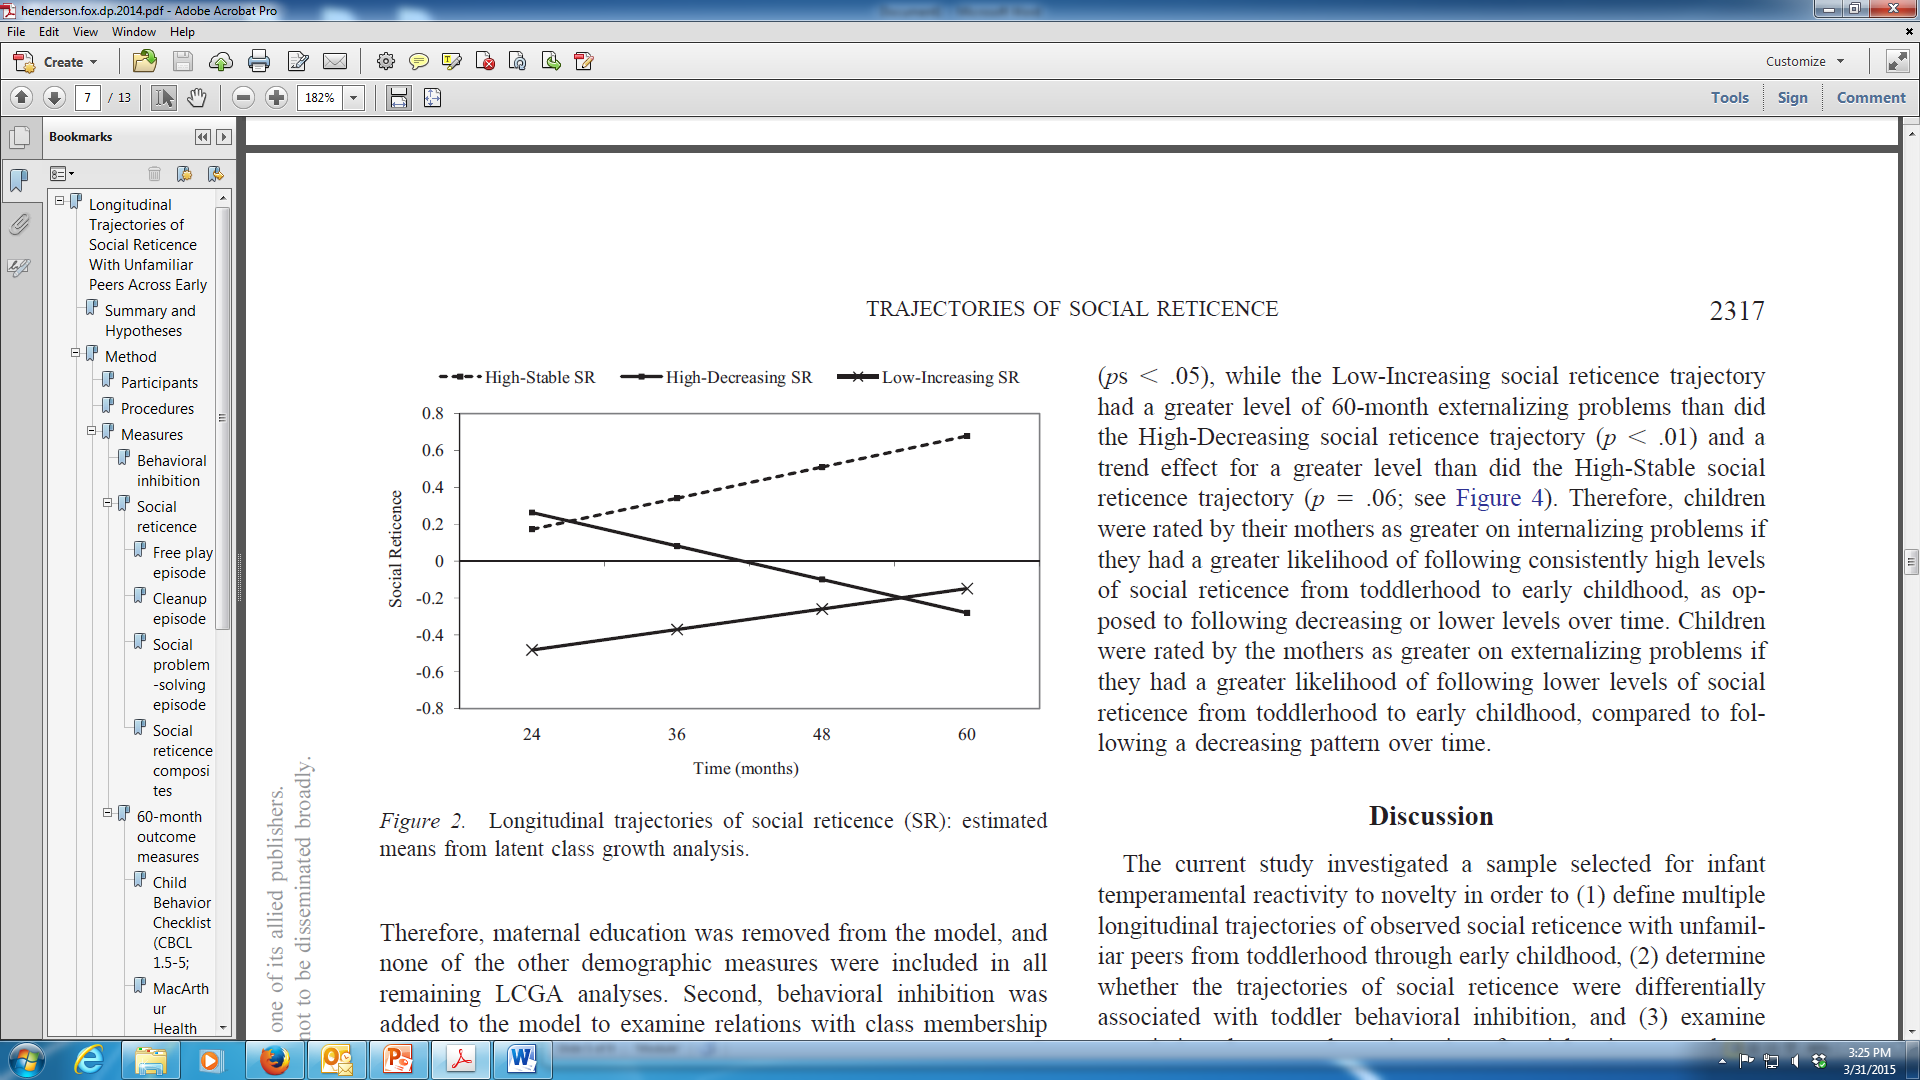 henderson.fox.dp.2014.pdf - Adobe Acrobat Pro
File Edit View Window Help
Create
Customize
7 / 13
182%
Tools Sign Comment
Bookmarks
Longitudinal
Trajectories of
Social Reticence
With Unfamiliar
Peers Across Early
Summary and
Hypotheses
Method
Participants
Procedures
Measures
Behavioral
inhibition
Social
reticence
Free play
episode
Cleanup
episode
Social
problem
-solving
episode
Social
reticence
composi
tes
60-month
outcome
measures
Child
Behavior
Checklist
(CBCL
1.5-5;
MacArth
ur
Health
one of its allied publishers.
not to be disseminated broadly.
TRAJECTORIES OF SOCIAL RETICENCE
2317
High-Stable SR High-Decreasing SR Low-Increasing SR
0.8
0.6
0.4
0.2
0
-0.2
-0.4
-0.6
-0.8
Social Reticence
24 36 48 60
Time (months)
Figure 2. Longitudinal trajectories of social reticence (SR): estimated
means from latent class growth analysis.
Therefore, maternal education was removed from the model, and
none of the other demographic measures were included in all
remaining LCGA analyses. Second, behavioral inhibition was
added to the model to examine relations with class membership
(ps < .05), while the Low-Increasing social reticence trajectory
had a greater level of 60-month externalizing problems than did
the High-Decreasing social reticence trajectory (p < .01) and a
trend effect for a greater level than did the High-Stable social
reticence trajectory (p = .06; see Figure 4). Therefore, children
were rated by their mothers as greater on internalizing problems if
they had a greater likelihood of following consistently high levels
of social reticence from toddlerhood to early childhood, as op-
posed to following decreasing or lower levels over time. Children
were rated by the mothers as greater on externalizing problems if
they had a greater likelihood of following lower levels of social
reticence from toddlerhood to early childhood, compared to fol-
lowing a decreasing pattern over time.
Discussion
The current study investigated a sample selected for infant
temperamental reactivity to novelty in order to (1) define multiple
longitudinal trajectories of observed social reticence with unfamil-
iar peers from toddlerhood through early childhood, (2) determine
whether the trajectories of social reticence were differentially
associated with toddler behavioral inhibition, and (3) examine
3:25 PM
3/31/2015